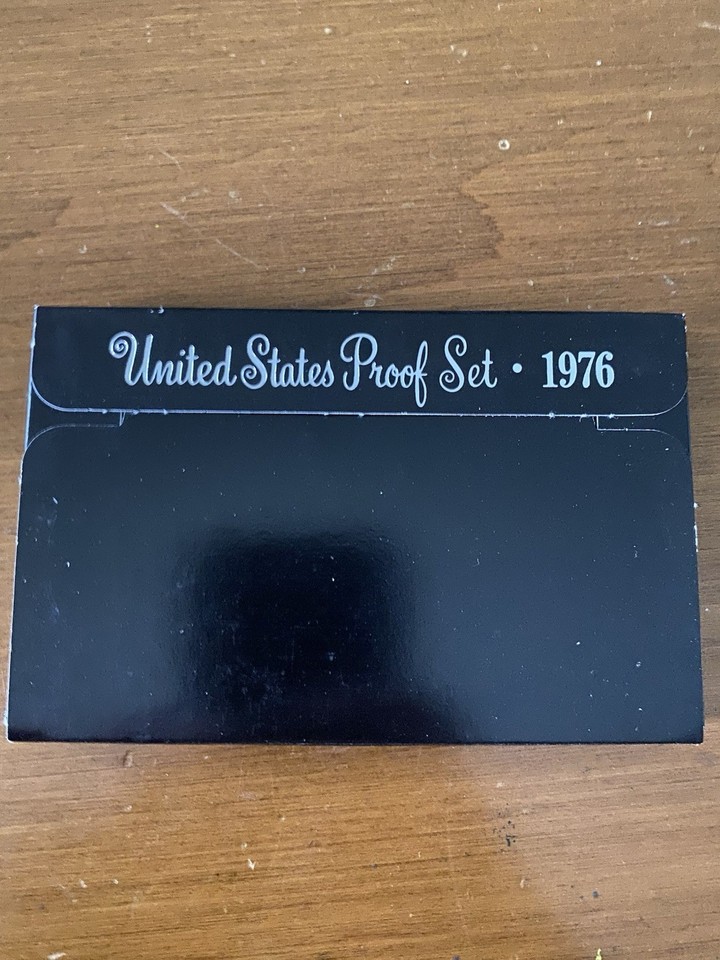 United States Proof Set • 1976